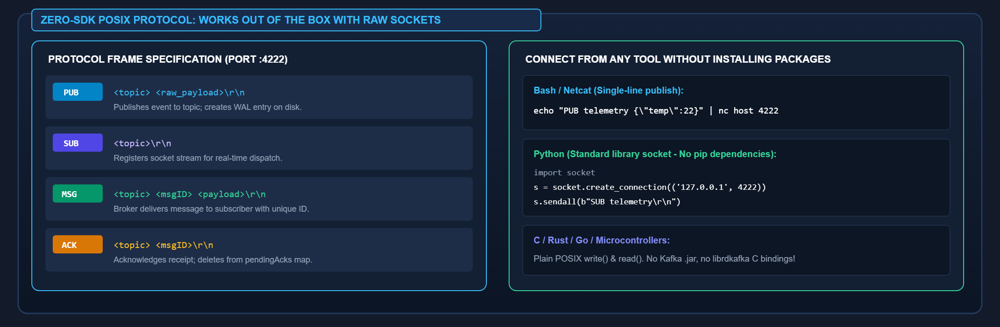 ZERO-SDK POSIX PROTOCOL: WORKS OUT OF THE BOX WITH RAW SOCKETS
PROTOCOL FRAME SPECIFICATION (PORT :4222)
PUB <topic> <raw_payload>\r\n
Publishes event to topic; creates WAL entry on disk.
SUB <topic>\r\n
Registers socket stream for real-time dispatch.
MSG <topic> <msgID> <payload>\r\n
Broker delivers message to subscriber with unique ID.
ACK <topic> <msgID>\r\n
Acknowledges receipt; deletes from pendingAcks map.
CONNECT FROM ANY TOOL WITHOUT INSTALLING PACKAGES
Bash / Netcat (Single-line publish):
echo "PUB telemetry {\"temp\":22}" | nc host 4222
Python (Standard library socket - No pip dependencies):
import socket
s = socket.create_connection(('127.0.0.1', 4222))
s.sendall(b"SUB telemetry\r\n")
C / Rust / Go / Microcontrollers:
Plain POSIX write() & read(). No Kafka .jar, no librdkafka C bindings!